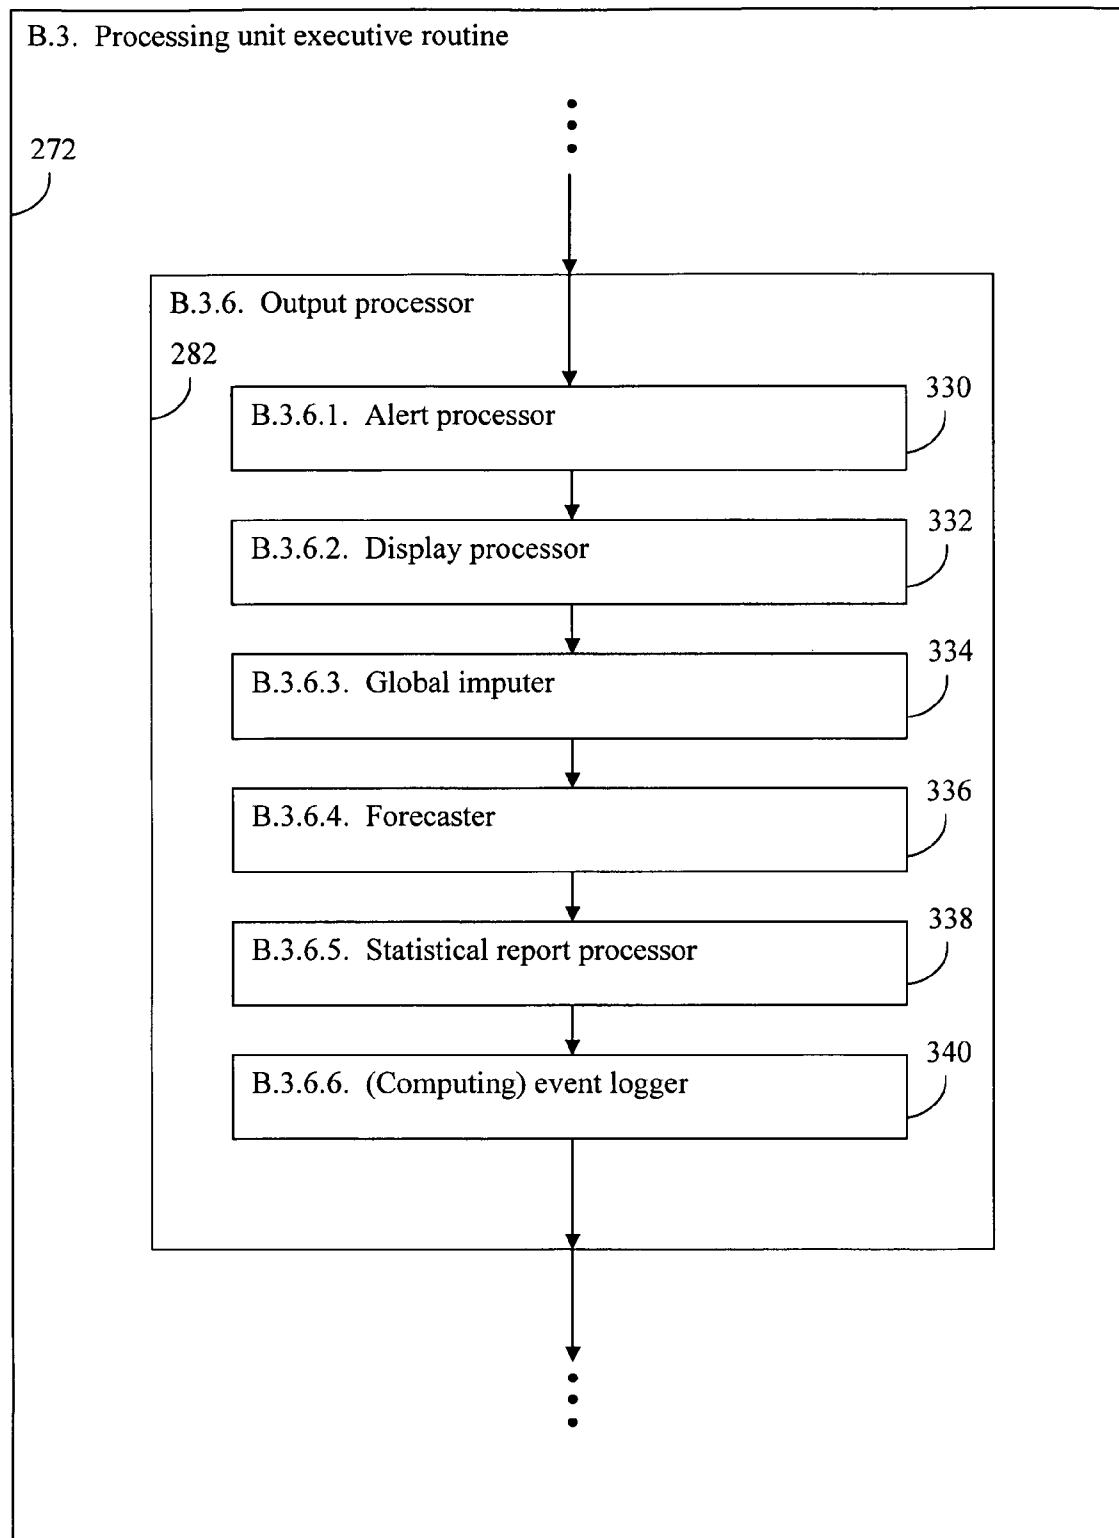 B.3.  Processing unit executive routine
272
B.3.6.  Output processor
282
330
B.3.6.1.  Alert processor
332
B.3.6.2.  Display processor
334
B.3.6.3.  Global imputer
336
B.3.6.4.  Forecaster
338
B.3.6.5.  Statistical report processor
340
B.3.6.6.  (Computing) event logger